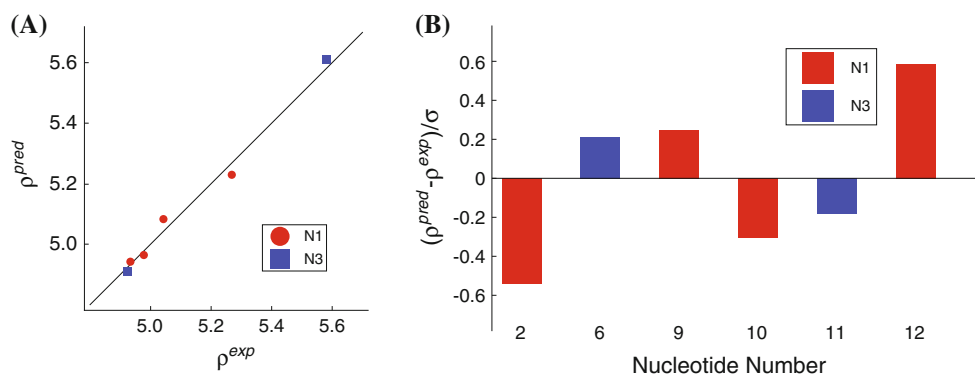 (A)
5.6
5.4
5.2
5.0
ρ^pred
N1
N3
5.0 5.2 5.4 5.6
ρ^exp
(B)
0.6
0.4
0.2
0
-0.2
-0.4
-0.6
(ρ^pred-ρ^exp)/σ
N1
N3
2 6 9 10 11 12
Nucleotide Number